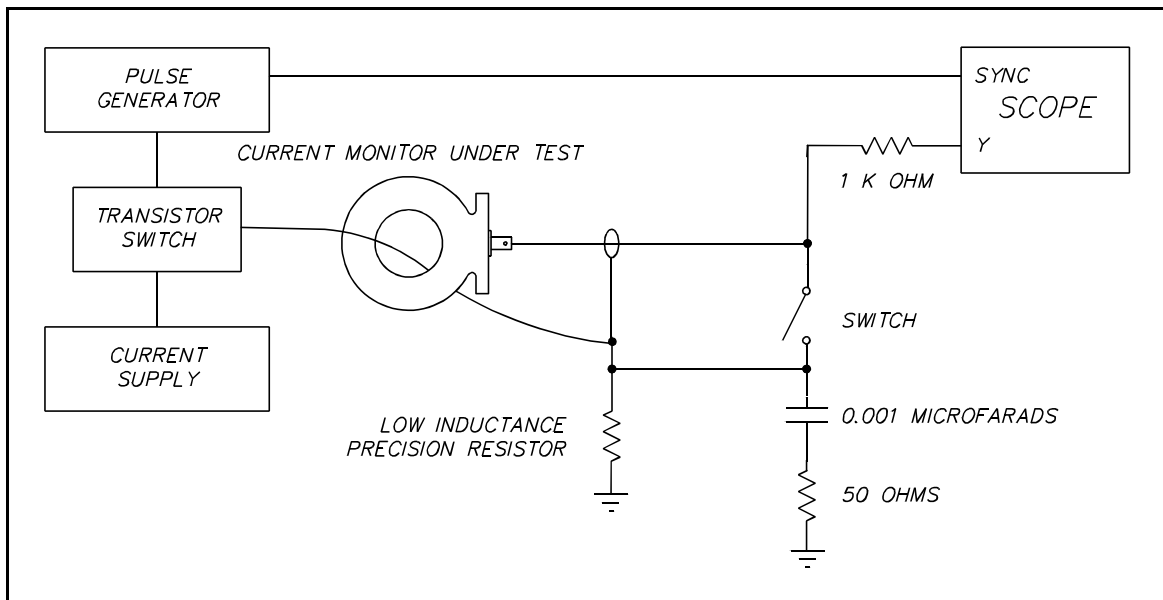 PULSE
GENERATOR
SYNC
SCOPE
Y
CURRENT MONITOR UNDER TEST
1 K OHM
TRANSISTOR
SWITCH
SWITCH
CURRENT
SUPPLY
LOW INDUCTANCE
PRECISION RESISTOR
0.001 MICROFARADS
50 OHMS